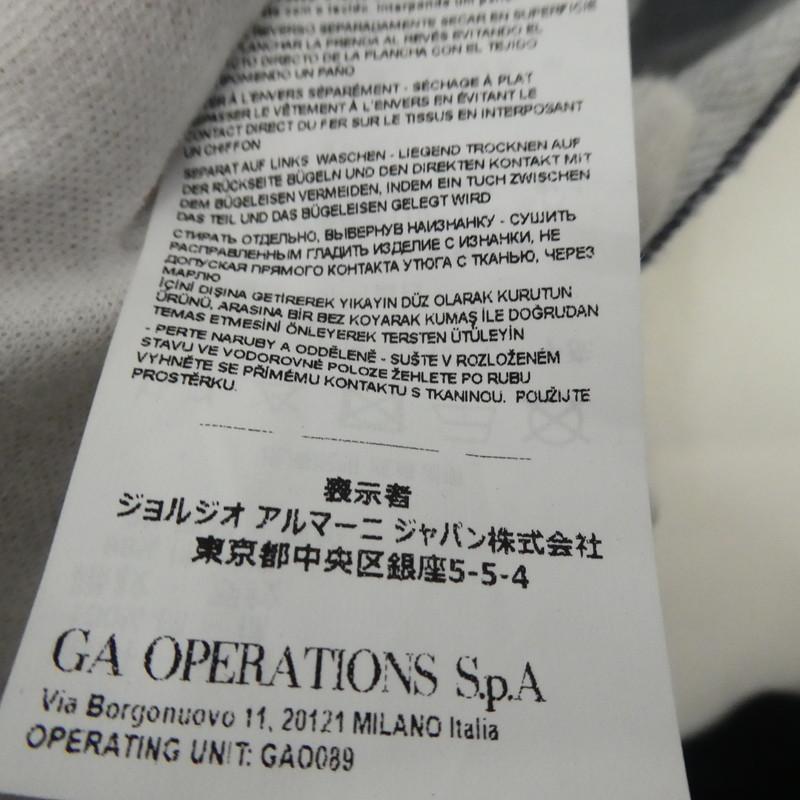 REVERSO SEPARADAMENTE SECAR EN SUPERFICIE
PLANCHAR LA PRENDA AL REVÉS EVITANDO EL
DIRECTO DE LA PLANCHA CON EL TEJIDO
UN PAÑO
À L'ENVERS SÉPARÉMENT - SÉCHAGE À PLAT
LE VÊTEMENT À L'ENVERS EN ÉVITANT LE
CONTACT DIRECT DU FER SUR LE TISSUS EN INTERPOSANT
UN CHIFFON
SEPARAT AUF LINKS WASCHEN - LIEGEND TROCKNEN AUF
DER RÜCKSEITE BÜGELN UND DEN DIREKTEN KONTAKT MIT
DEM BÜGELEISEN VERMEIDEN, INDEM EIN TUCH ZWISCHEN
DAS TEIL UND DAS BÜGELEISEN GELEGT WIRD
СТИРАТЬ ОТДЕЛЬНО, ВЫВЕРНУВ НАИЗНАНКУ - СУШИТЬ
РАСПРАВЛЕННЫМ ГЛАДИТЬ ИЗДЕЛИЕ С ИЗНАНКИ, НЕ
ДОПУСКАЯ ПРЯМОГО КОНТАКТА УТЮГА С ТКАНЬЮ, ЧЕРЕЗ
МАРЛЮ
İÇİNİ DIŞINA GETİREREK YIKAYIN DÜZ OLARAK KURUTUN
ÜRÜNÜ, ARASINA BİR BEZ KOYARAK KUMAŞ İLE DOĞRUDAN
TEMAS ETMESİNİ ÖNLEYEREK TERSTEN ÜTÜLEYİN
- PERTE NARUBY A ODDĚLENĚ - SUŠTE V ROZLOŽENÉM
STAVU VE VODOROVNÉ POLOZE ŽEHLETE PO RUBU
VYHNĚTE SE PŘÍMÉMU KONTAKTU S TKANINOU. POUŽIJTE
PROSTĚRKU.
表示者
ジョルジオ アルマーニ ジャパン株式会社
東京都中央区銀座5-5-4
GA OPERATIONS S.p.A
Via Borgonuovo 11, 20121 MILANO Italia
OPERATING UNIT: GAO089